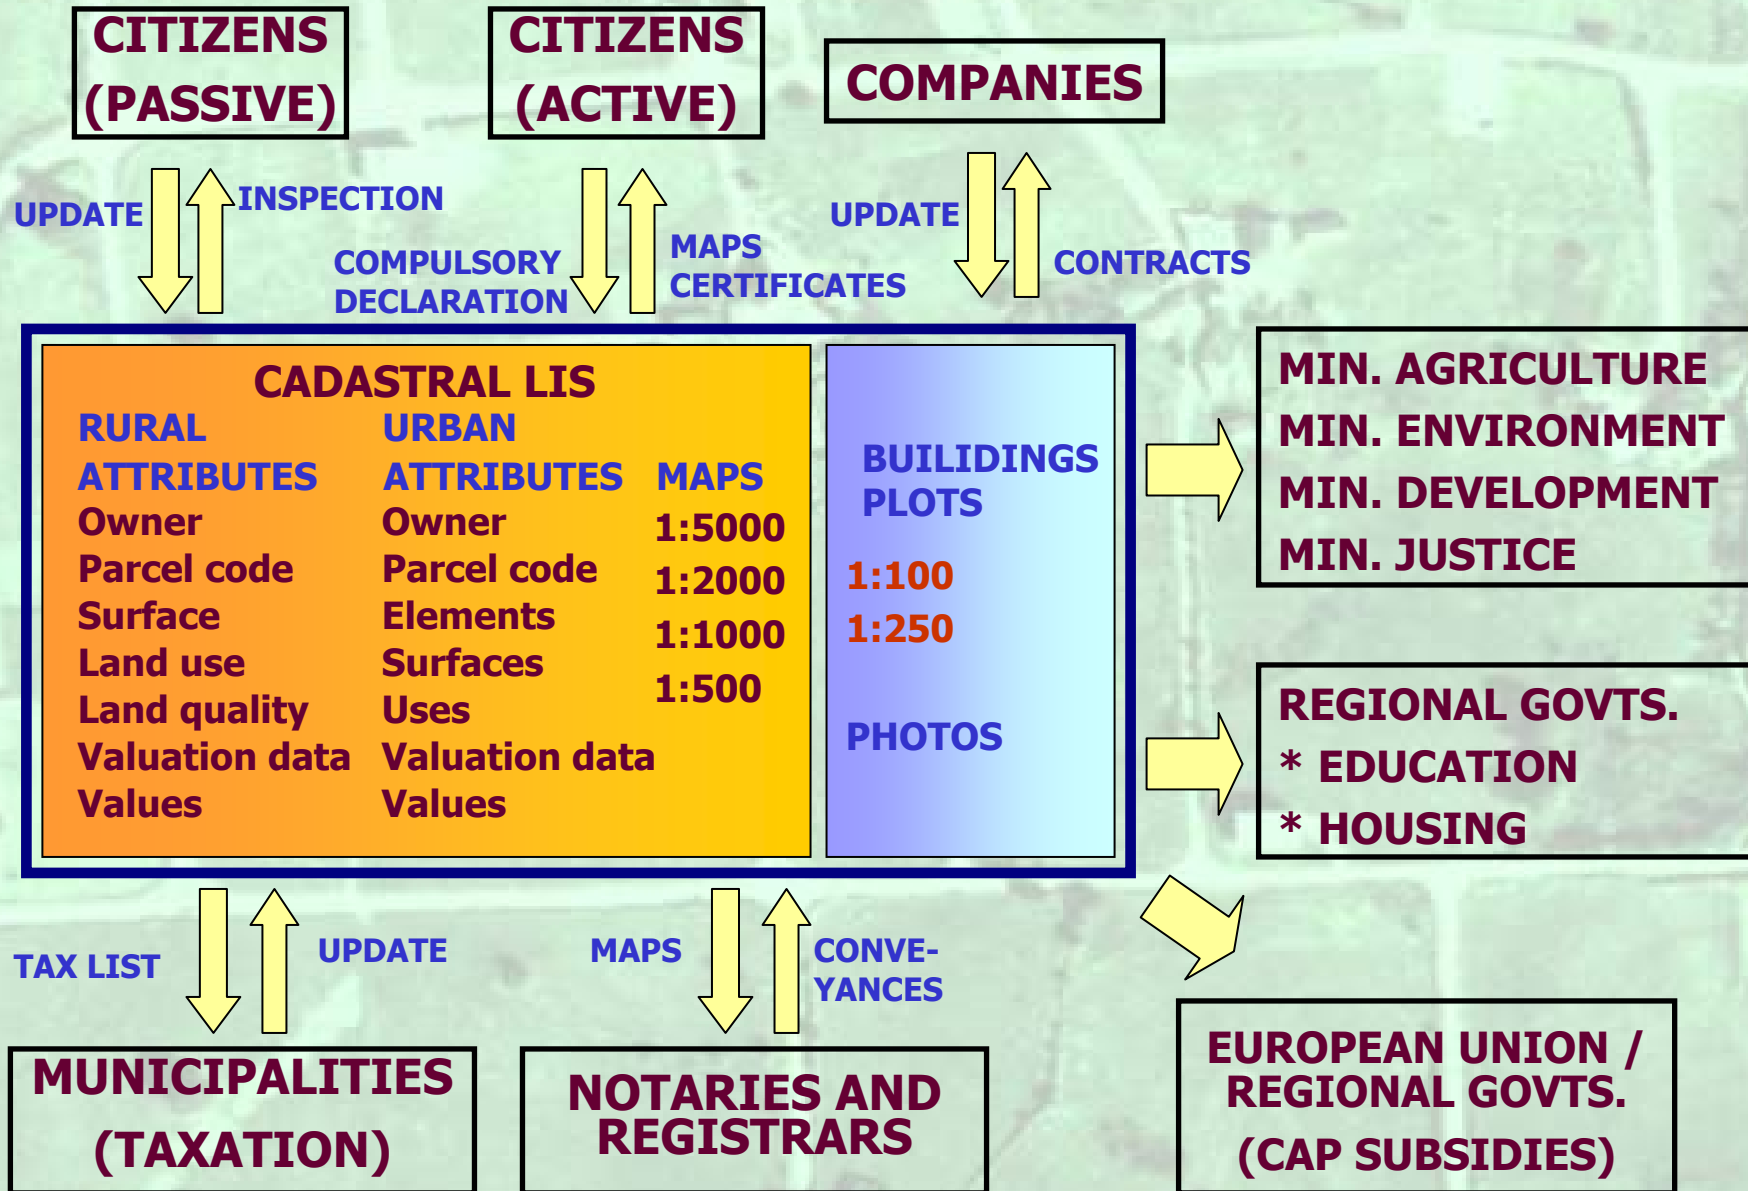 CITIZENS
(PASSIVE)
CITIZENS
(ACTIVE)
COMPANIES
UPDATE
INSPECTION
COMPULSORY
DECLARATION
MAPS
CERTIFICATES
UPDATE
CONTRACTS
CADASTRAL LIS
RURAL
ATTRIBUTES
Owner
Parcel code
Surface
Land use
Land quality
Valuation data
Values
URBAN
ATTRIBUTES
Owner
Parcel code
Elements
Surfaces
Uses
Valuation data
Values
MAPS
1:5000
1:2000
1:1000
1:500
BUILIDINGS
PLOTS
1:100
1:250
PHOTOS
MIN. AGRICULTURE
MIN. ENVIRONMENT
MIN. DEVELOPMENT
MIN. JUSTICE
REGIONAL GOVTS.
* EDUCATION
* HOUSING
TAX LIST
UPDATE
MAPS
CONVE-
YANCES
MUNICIPALITIES
(TAXATION)
NOTARIES AND
REGISTRARS
EUROPEAN UNION /
REGIONAL GOVTS.
(CAP SUBSIDIES)